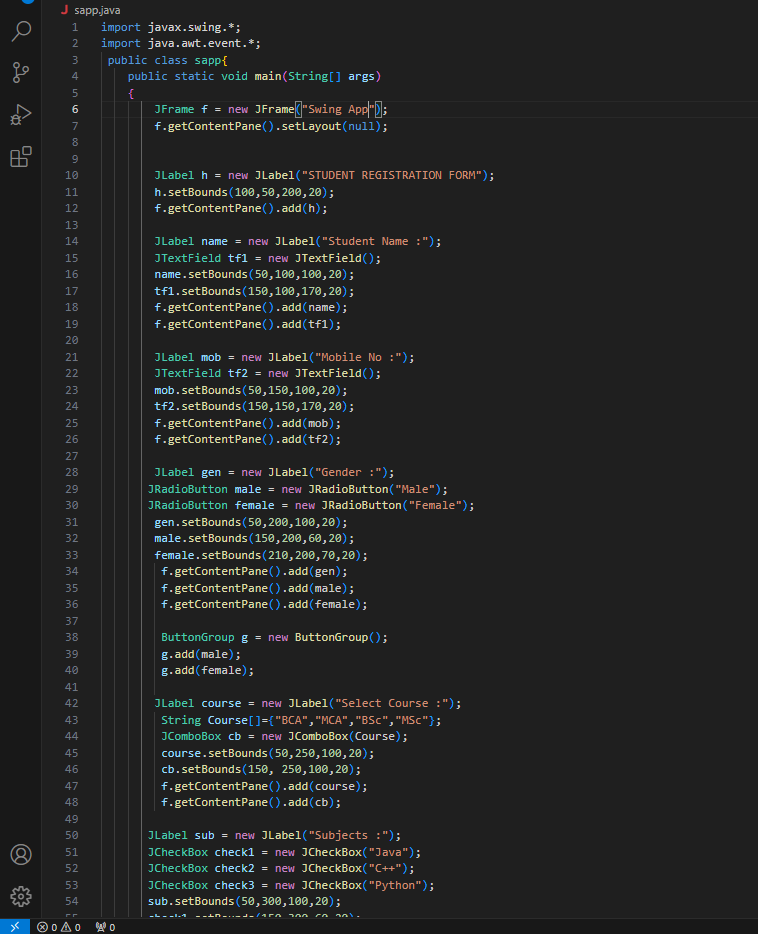 J sapp.java
1 import javax.swing.*;
2 import java.awt.event.*;
3 public class sapp{
4 public static void main(String[] args)
5 {
6 JFrame f = new JFrame("Swing App");
7 f.getContentPane().setLayout(null);
8
9
10 JLabel h = new JLabel("STUDENT REGISTRATION FORM");
11 h.setBounds(100,50,200,20);
12 f.getContentPane().add(h);
13
14 JLabel name = new JLabel("Student Name :");
15 JTextField tf1 = new JTextField();
16 name.setBounds(50,100,100,20);
17 tf1.setBounds(150,100,170,20);
18 f.getContentPane().add(name);
19 f.getContentPane().add(tf1);
20
21 JLabel mob = new JLabel("Mobile No :");
22 JTextField tf2 = new JTextField();
23 mob.setBounds(50,150,100,20);
24 tf2.setBounds(150,150,170,20);
25 f.getContentPane().add(mob);
26 f.getContentPane().add(tf2);
27
28 JLabel gen = new JLabel("Gender :");
29 JRadioButton male = new JRadioButton("Male");
30 JRadioButton female = new JRadioButton("Female");
31 gen.setBounds(50,200,100,20);
32 male.setBounds(150,200,60,20);
33 female.setBounds(210,200,70,20);
34 f.getContentPane().add(gen);
35 f.getContentPane().add(male);
36 f.getContentPane().add(female);
37
38 ButtonGroup g = new ButtonGroup();
39 g.add(male);
40 g.add(female);
41
42 JLabel course = new JLabel("Select Course :");
43 String Course[]={"BCA","MCA","BSc","MSc"};
44 JComboBox cb = new JComboBox(Course);
45 course.setBounds(50,250,100,20);
46 cb.setBounds(150, 250,100,20);
47 f.getContentPane().add(course);
48 f.getContentPane().add(cb);
49
50 JLabel sub = new JLabel("Subjects :");
51 JCheckBox check1 = new JCheckBox("Java");
52 JCheckBox check2 = new JCheckBox("C++");
53 JCheckBox check3 = new JCheckBox("Python");
54 sub.setBounds(50,300,100,20);
55 check1.setBounds(150,300,60,20);
0 0 0